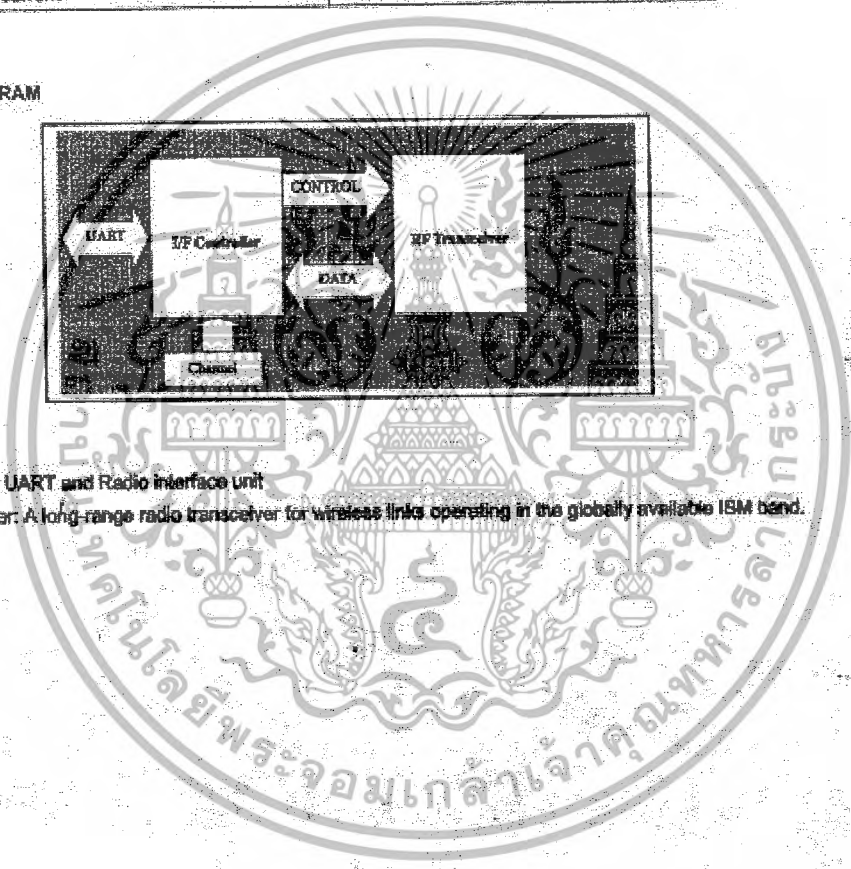 RAM
UART
I/F Controller
CONTROL
DATA
RF Transceiver
Channel
UART and Radio interface unit
er: A long-range radio transceiver for wireless links operating in the globally available ISM band.